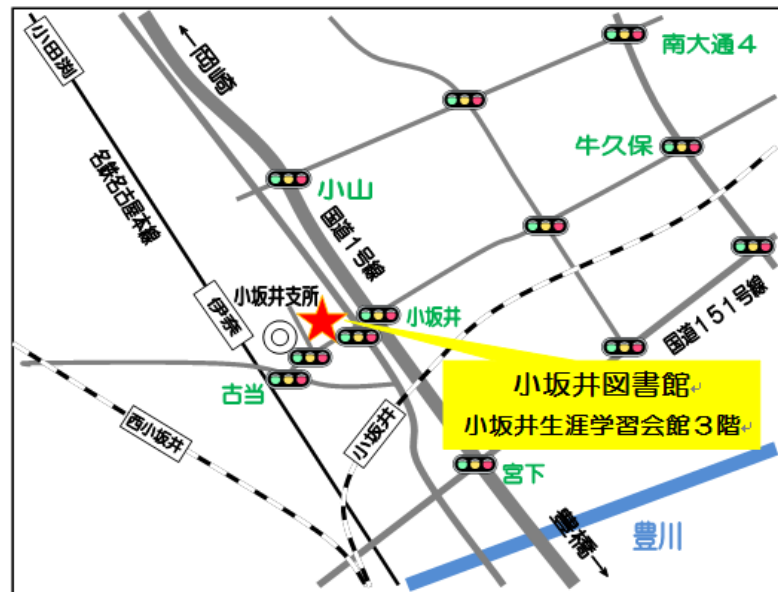 小田渕
←岡崎
南大通４
牛久保
名鉄名古屋本線
小山
国道1号線
小坂井支所
伊奈
小坂井
国道151号線
古当
小坂井図書館
小坂井生涯学習会館３階
西小坂井
小坂井
宮下
豊橋→
豊川